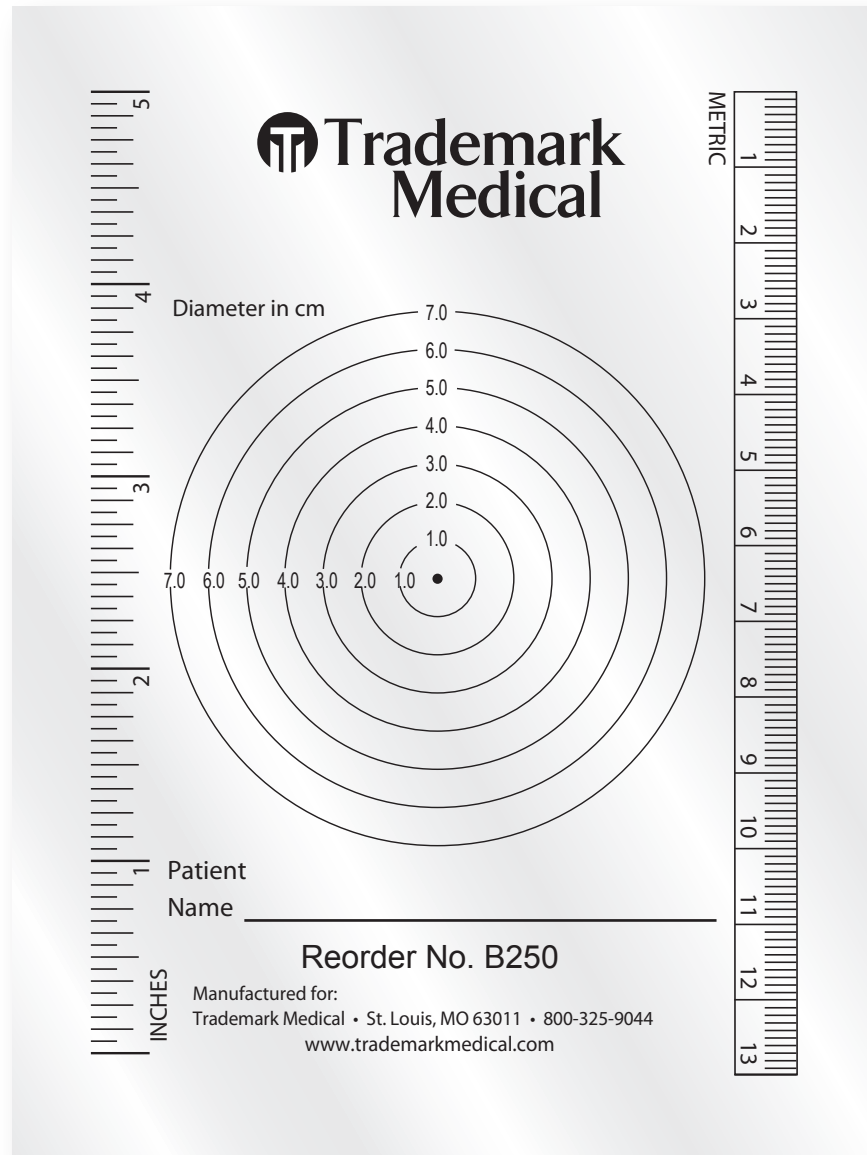 Trademark
Medical
METRIC
INCHES
5
4
3
2
1
1
2
3
4
5
6
7
8
9
10
11
12
13
Diameter in cm
7.0
6.0
5.0
4.0
3.0
2.0
1.0
7.0 6.0 5.0 4.0 3.0 2.0 1.0
Patient
Name
Reorder No. B250
Manufactured for:
Trademark Medical • St. Louis, MO 63011 • 800-325-9044
www.trademarkmedical.com